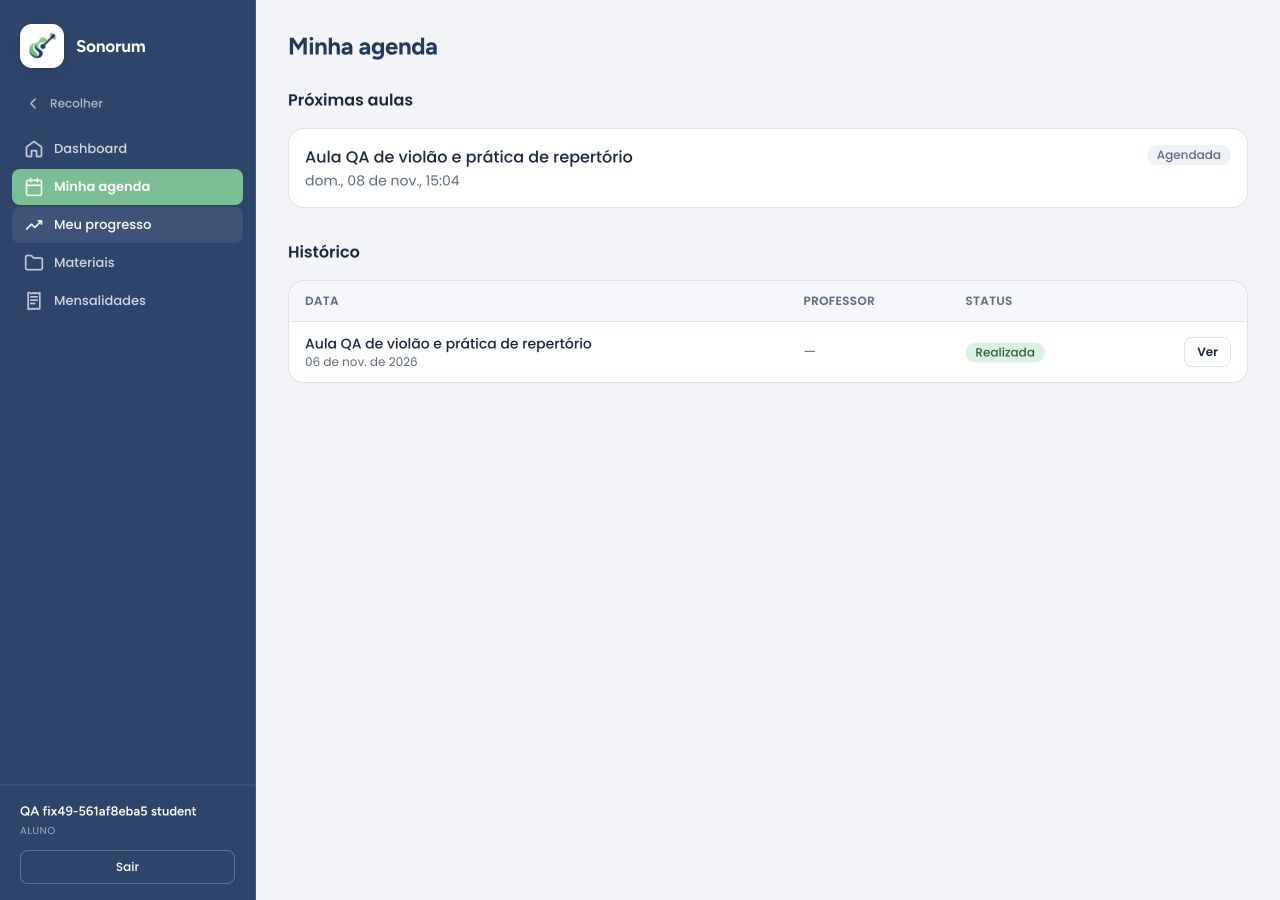 Sonorum
Recolher
Dashboard
Minha agenda
Meu progresso
Materiais
Mensalidades
QA fix49-561af8eba5 student
ALUNO
Sair
Minha agenda
Próximas aulas
Aula QA de violão e prática de repertório
Agendada
dom., 08 de nov., 15:04
Histórico
DATA PROFESSOR STATUS
Aula QA de violão e prática de repertório
06 de nov. de 2026
— Realizada Ver